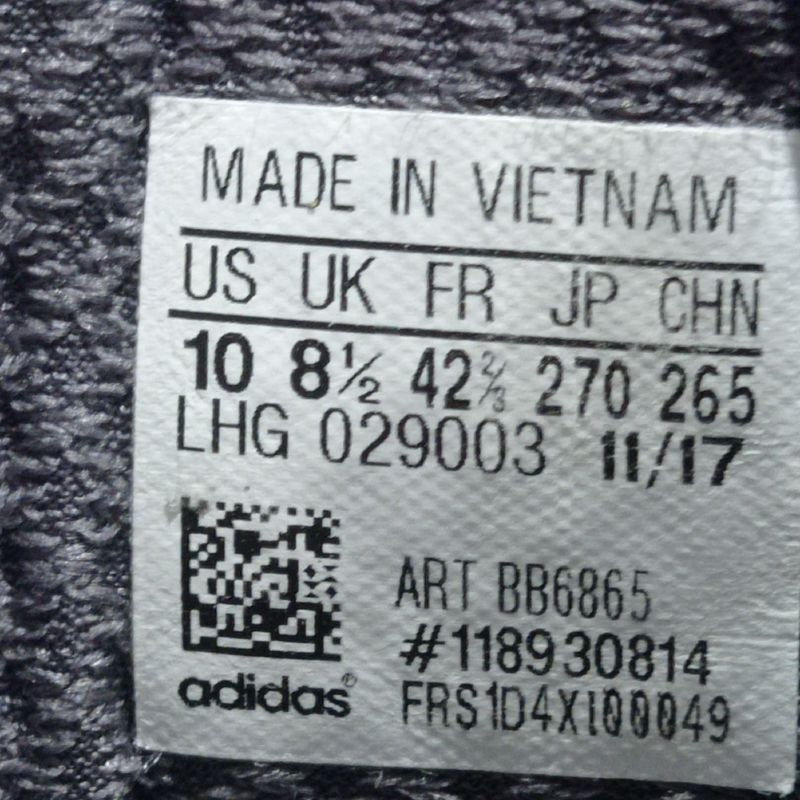 MADE IN VIETNAM
US UK FR JP CHN
10 8½ 42⅔ 270 265
LHG 029003 11/17
ART BB6865
#118930814
adidas®
FRS1D4XI00049